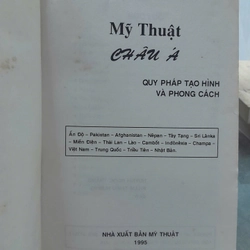 Mỹ Thuật
CHÂU Á
QUY PHÁP TẠO HÌNH
VÀ PHONG CÁCH
Ấn Độ – Pakistan – Afghanistan – Nêpan – Tây Tạng – Sri Lanka
– Miến Điện – Thái Lan – Lào – Cambốt – Inđônêxia – Champa –
Việt Nam – Trung Quốc – Triều Tiên – Nhật Bản.
NHÀ XUẤT BẢN MỸ THUẬT
1995